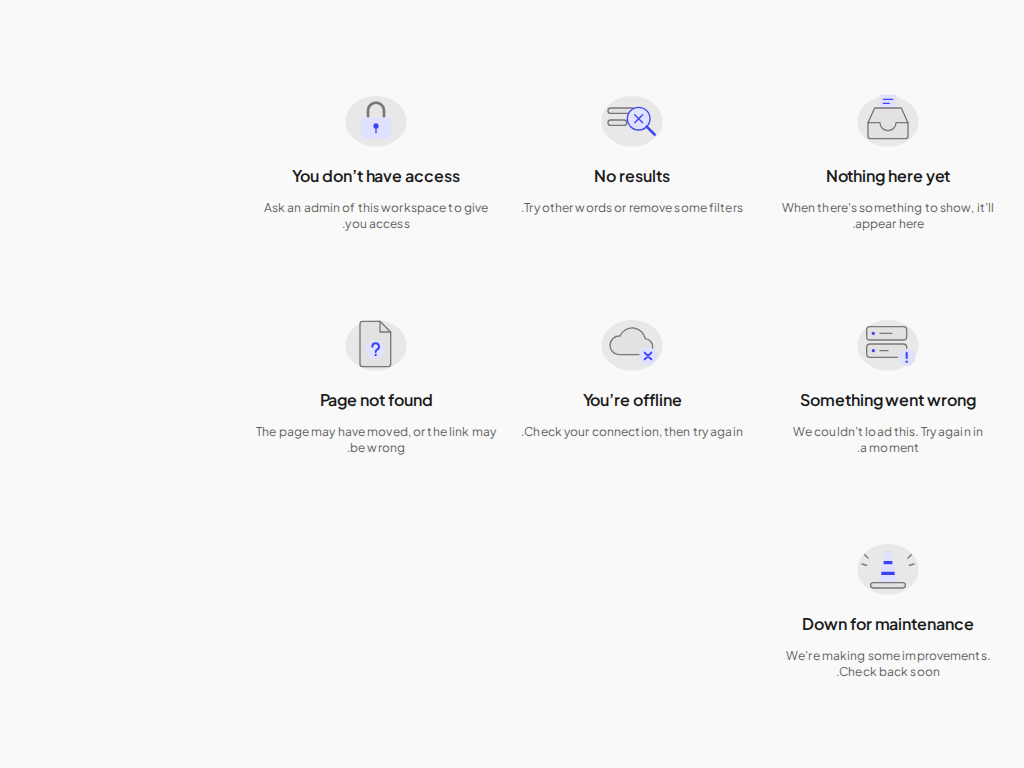 Nothing here yet
When there's something to show, it'll
.appear here
No results
.Try other words or remove some filters
You don’t have access
Ask an admin of this workspace to give
.you access
Something went wrong
We couldn't load this. Try again in
.a moment
You’re offline
.Check your connection, then try again
Page not found
The page may have moved, or the link may
.be wrong
Down for maintenance
We're making some improvements.
.Check back soon